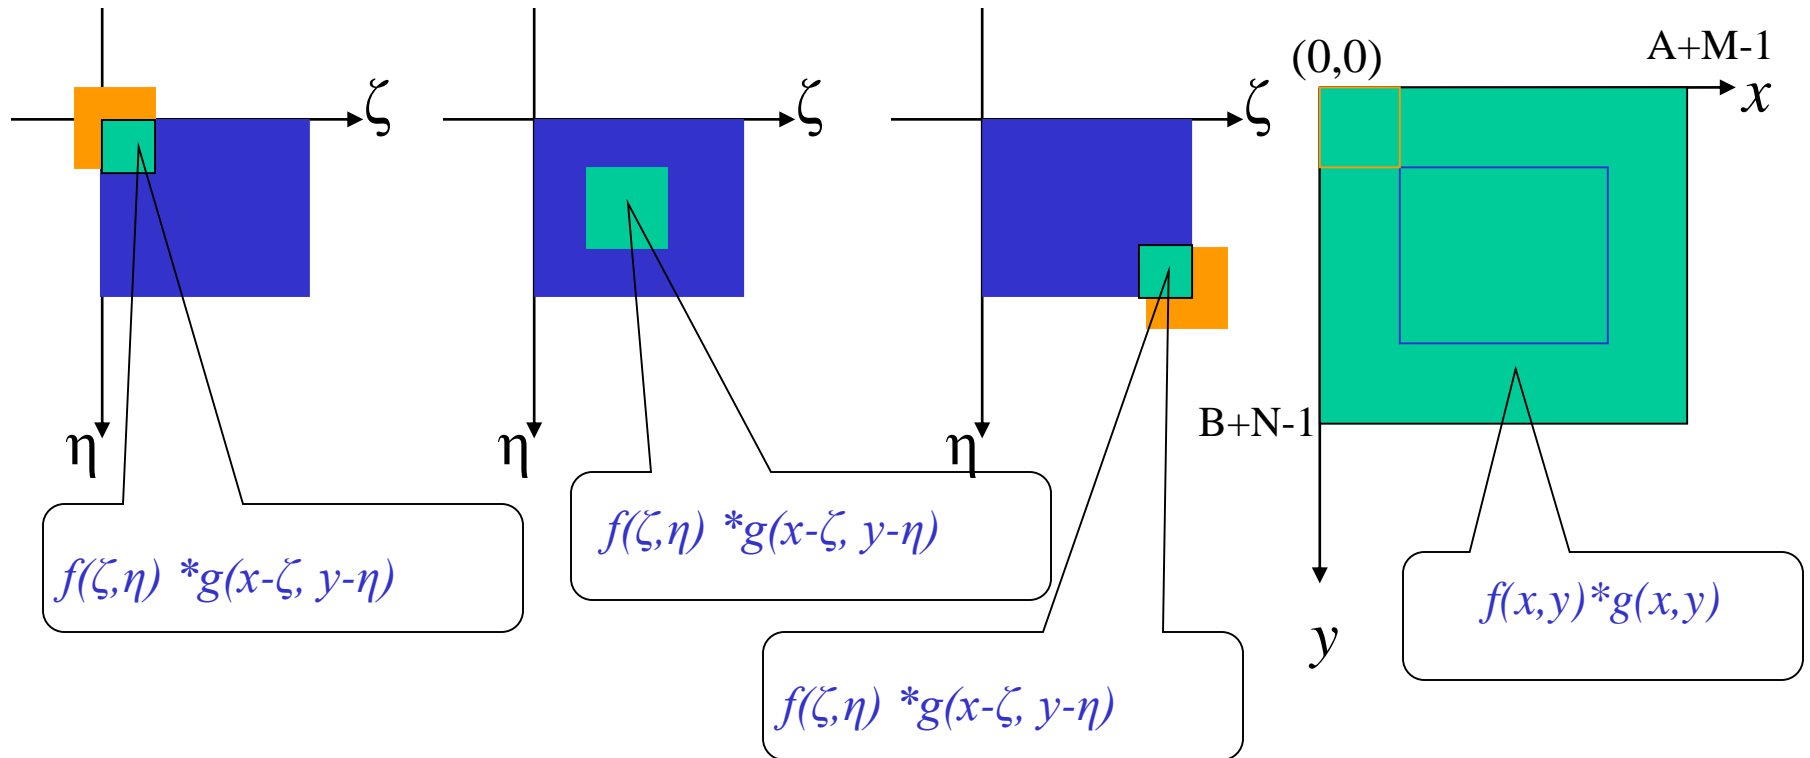 ζ
η
f(ζ,η) *g(x-ζ, y-η)
ζ
η
f(ζ,η) *g(x-ζ, y-η)
ζ
η
f(ζ,η) *g(x-ζ, y-η)
(0,0)
A+M-1
x
B+N-1
y
f(x,y)*g(x,y)